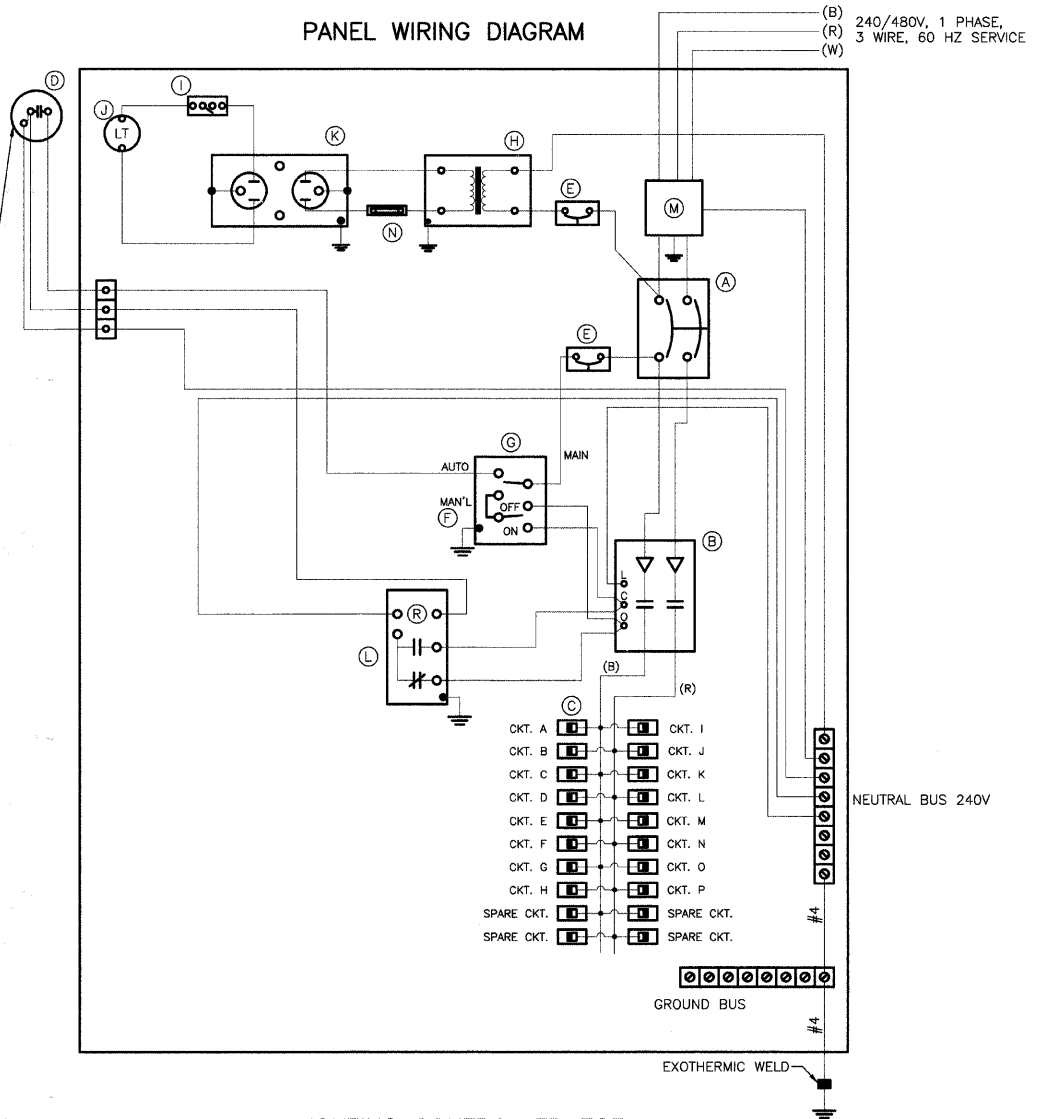 PANEL WIRING DIAGRAM
(B)
(R)
(W)
240/480V, 1 PHASE,
3 WIRE, 60 HZ SERVICE
D
J
LT
I
K
H
E
N
M
A
E
G
MAIN
AUTO
MAN'L
F
OFF
ON
B
L
C
O
R
L
(B)
(R)
C
CKT. A
CKT. I
CKT. B
CKT. J
CKT. C
CKT. K
CKT. D
CKT. L
CKT. E
CKT. M
CKT. F
CKT. N
CKT. G
CKT. O
CKT. H
CKT. P
SPARE CKT.
SPARE CKT.
SPARE CKT.
SPARE CKT.
NEUTRAL BUS 240V
#4
GROUND BUS
#4
EXOTHERMIC WELD